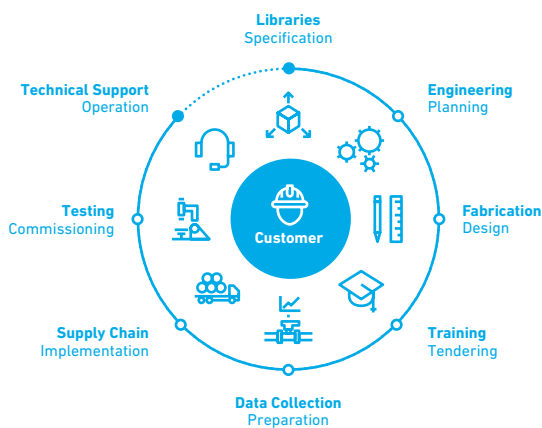 Libraries
Specification
Technical Support
Operation
Engineering
Planning
Testing
Commissioning
Customer
Fabrication
Design
Supply Chain
Implementation
Training
Tendering
Data Collection
Preparation